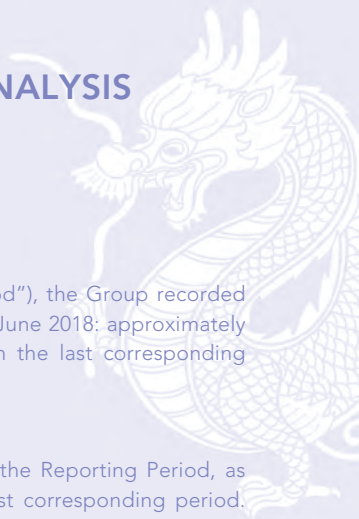 NALYSIS
od”), the Group recorded
June 2018: approximately
n the last corresponding
the Reporting Period, as
st corresponding period.